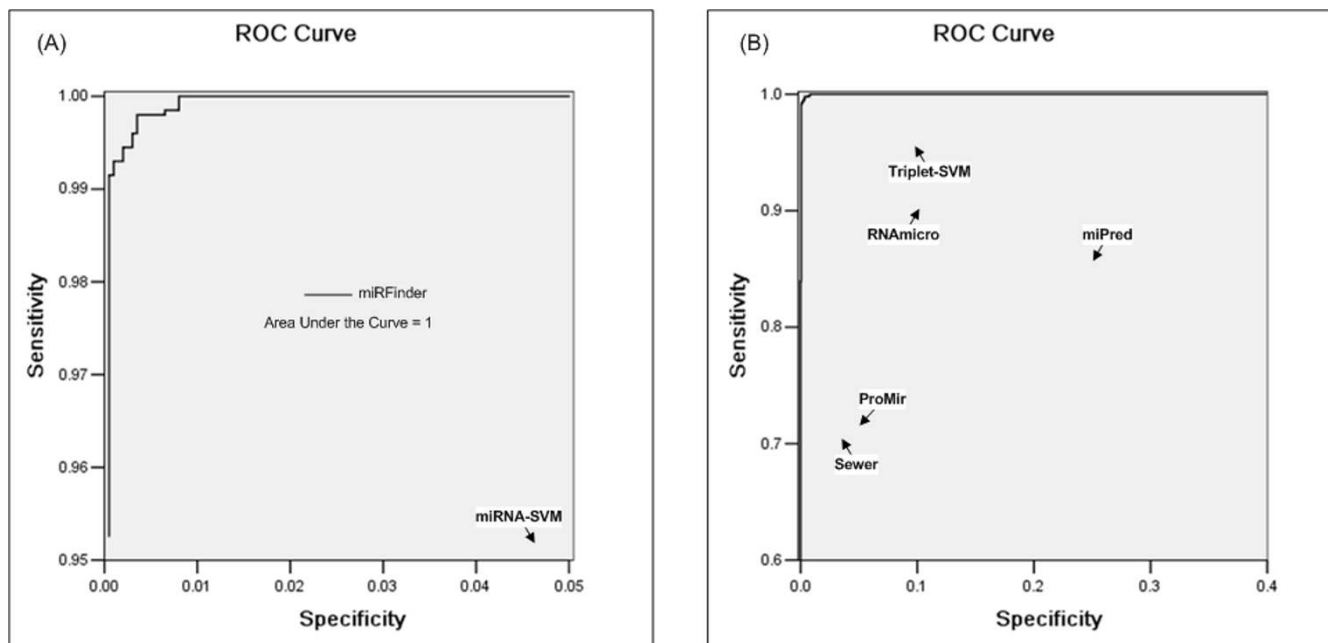 (A)
ROC Curve
1.00
0.99
0.98
0.97
0.96
0.95
Sensitivity
miRFinder
Area Under the Curve = 1
miRNA-SVM
0.00 0.01 0.02 0.03 0.04 0.05
Specificity
(B)
ROC Curve
1.0
0.9
0.8
0.7
0.6
Sensitivity
Triplet-SVM
RNAmicro
miPred
ProMir
Sewer
0.0 0.1 0.2 0.3 0.4
Specificity